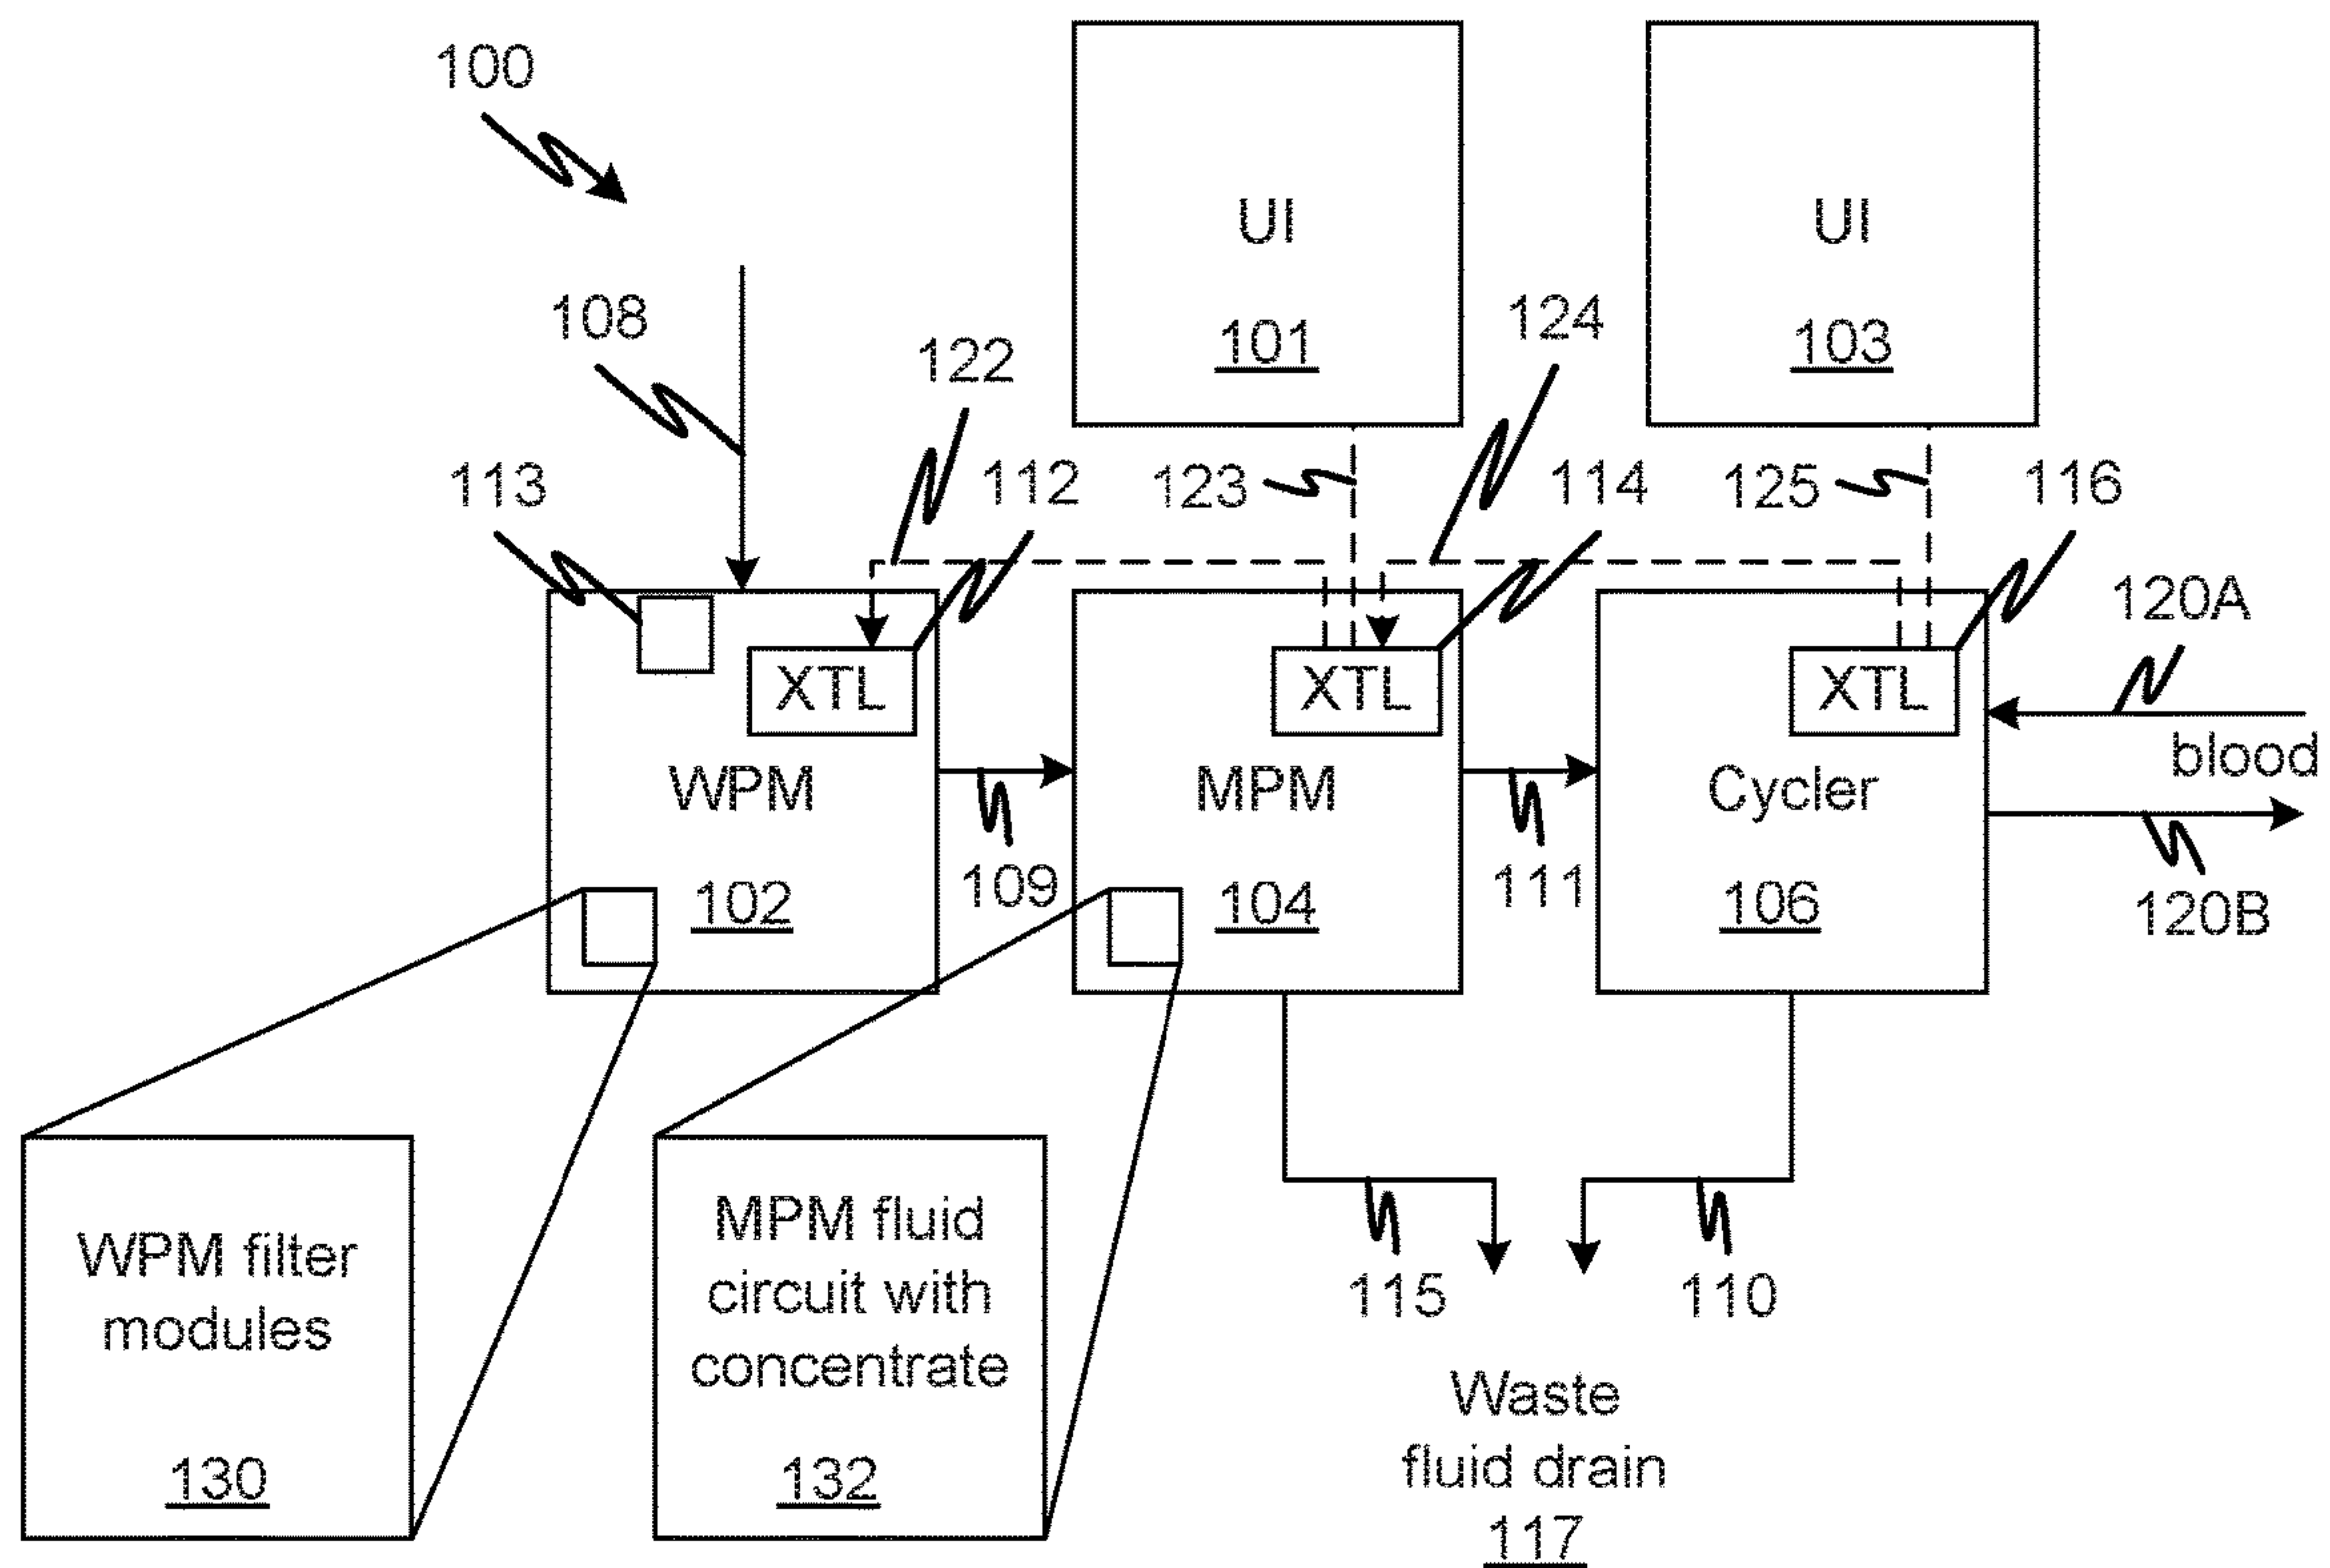 100
UI
101
UI
103
108
122
124
113
112
123
114
125
116
120A
XTL
XTL
XTL
blood
WPM
MPM
Cycler
102
109
104
111
106
120B
WPM filter
modules
130
MPM fluid
circuit with
concentrate
132
115
110
Waste
fluid drain
117